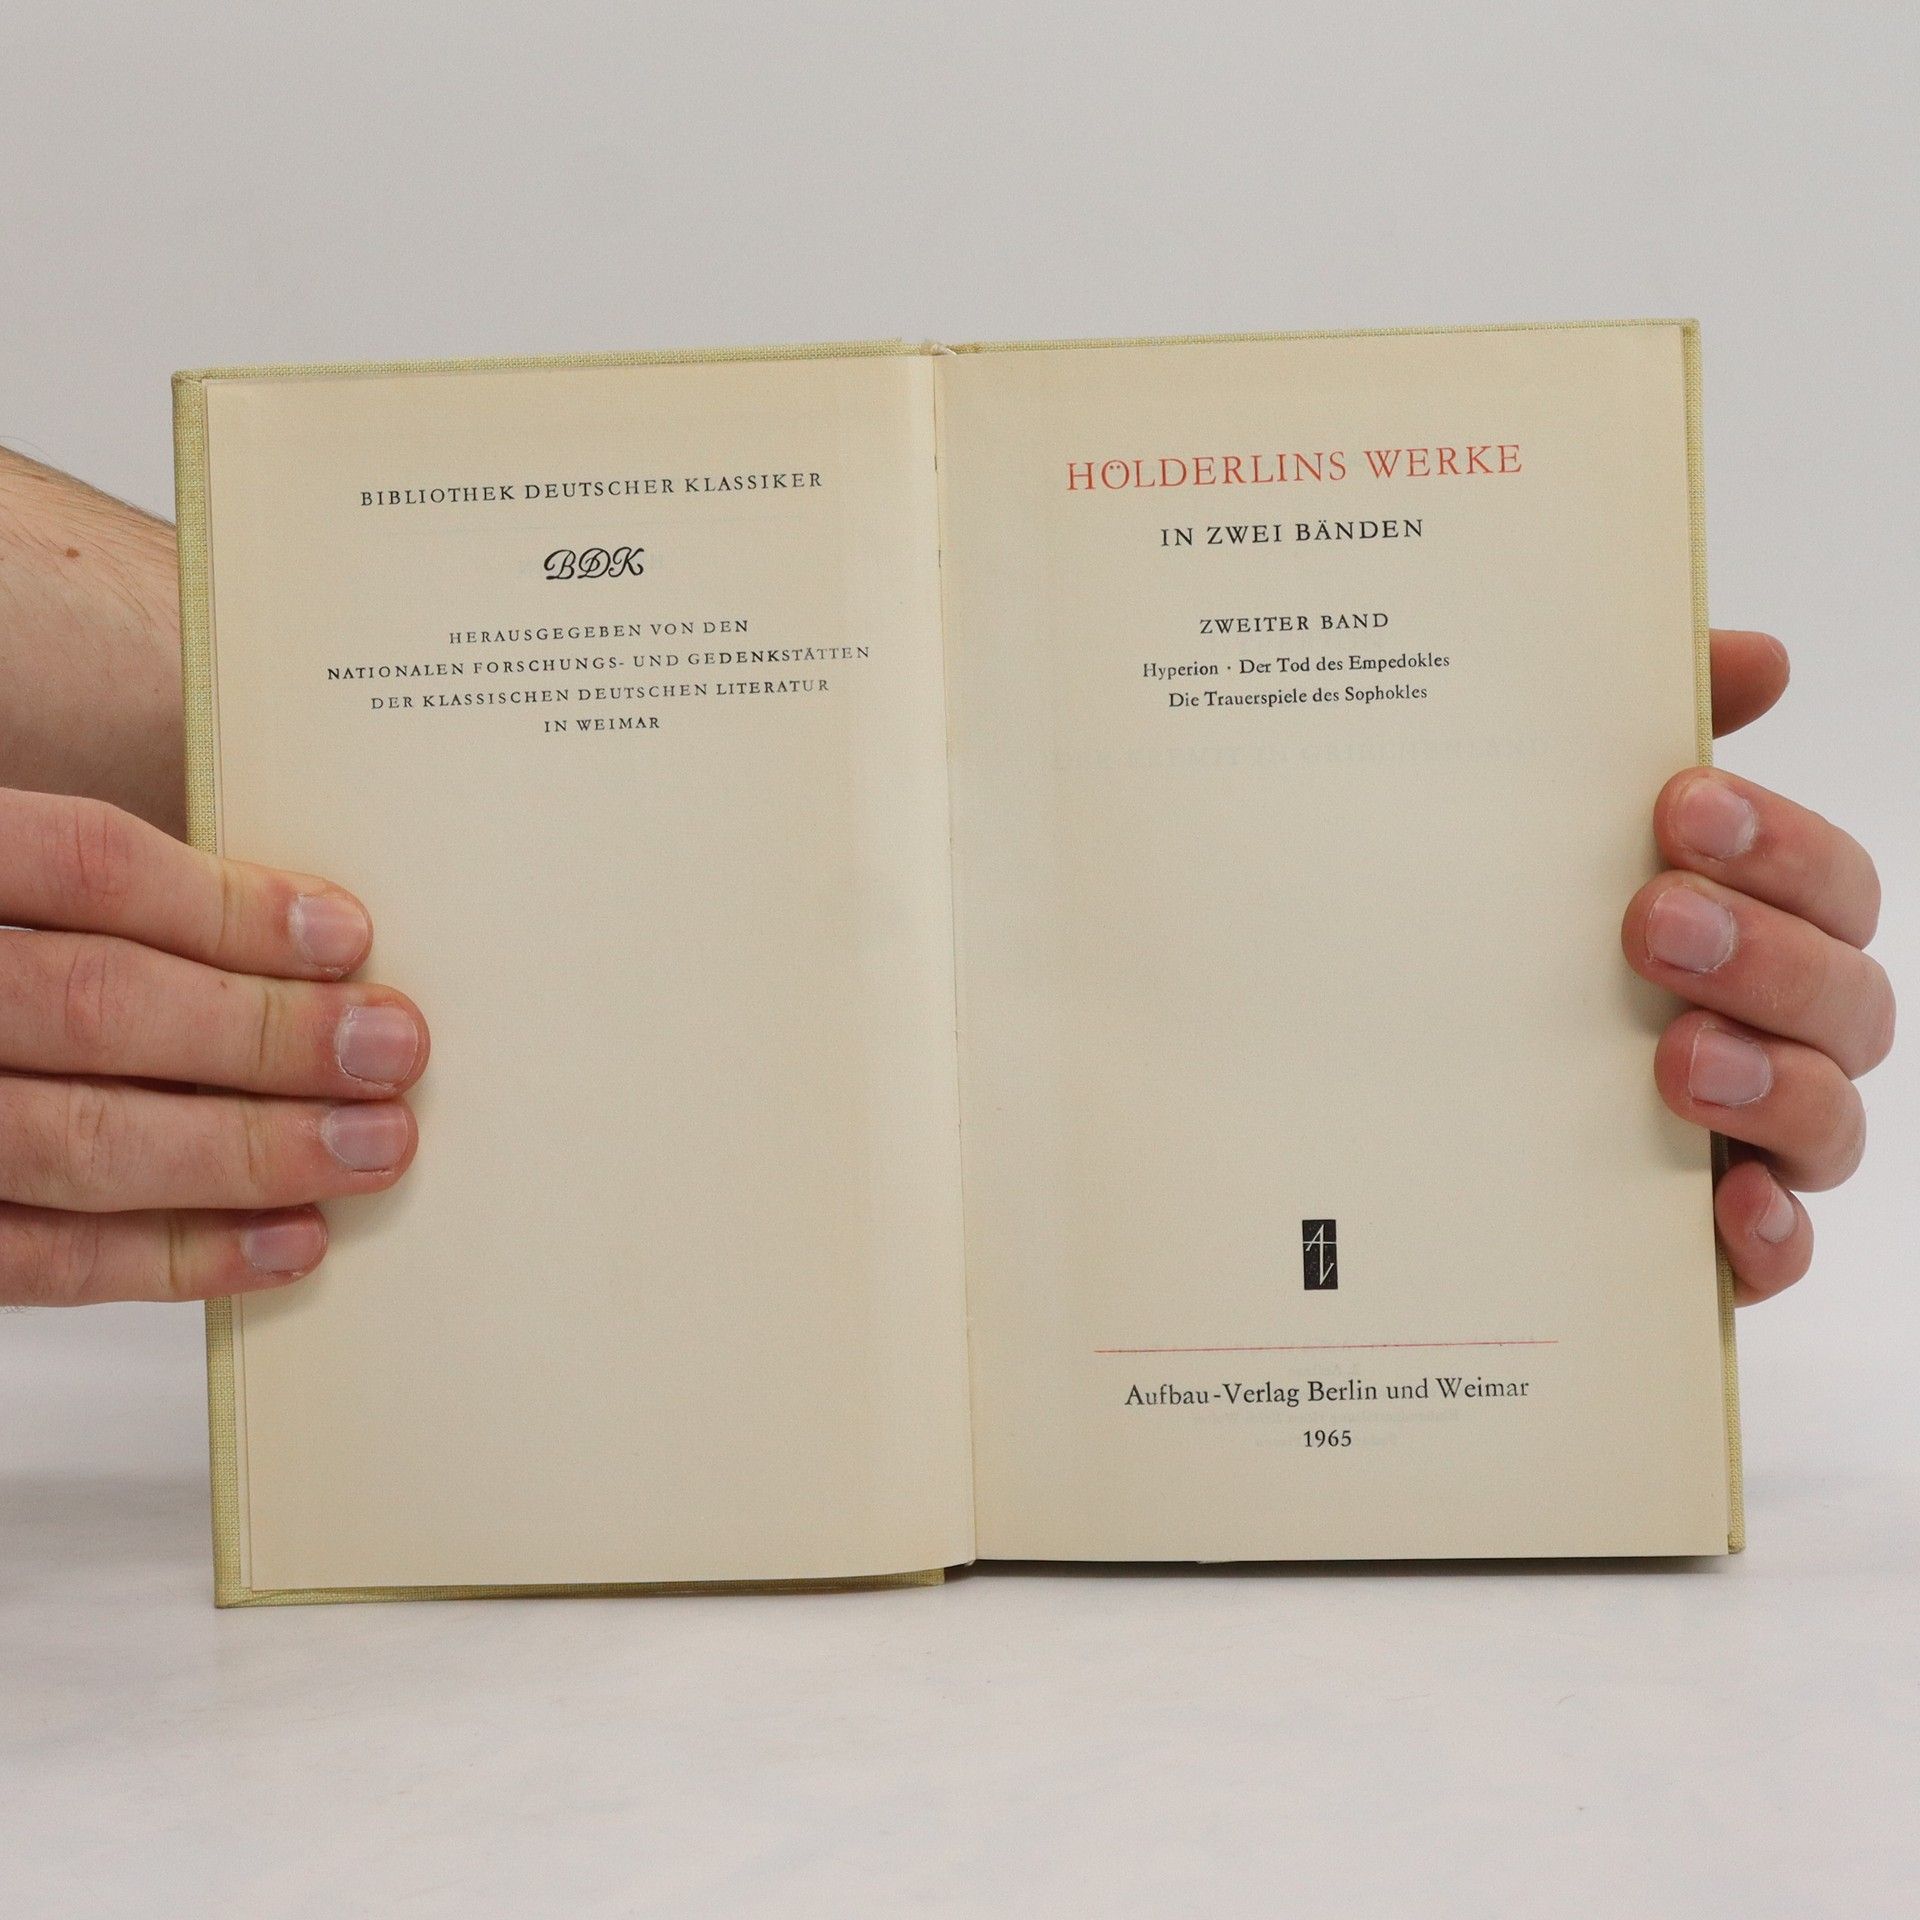 BIBLIOTHEK DEUTSCHER KLASSIKER
BDK
HERAUSGEGEBEN VON DEN
NATIONALEN FORSCHUNGS- UND GEDENKSTÄTTEN
DER KLASSISCHEN DEUTSCHEN LITERATUR
IN WEIMAR
HÖLDERLINS WERKE
IN ZWEI BÄNDEN
ZWEITER BAND
Hyperion · Der Tod des Empedokles
Die Trauerspiele des Sophokles
AV
Aufbau-Verlag Berlin und Weimar
1965